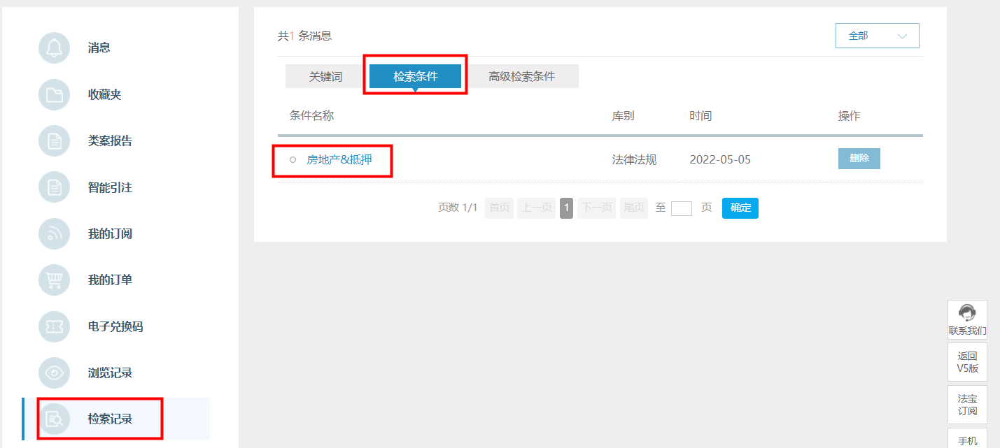 消息
收藏夹
类案报告
智能引注
我的订阅
我的订单
电子兑换码
浏览记录
检索记录
共1 条消息
全部
关键词 检索条件 高级检索条件
条件名称 库别 时间 操作
房地产&抵押 法律法规 2022-05-05 删除
页数 1/1 首页 上一页 1 下一页 尾页 至 页 确定
联系我们
返回
V5版
法宝
订阅
手机